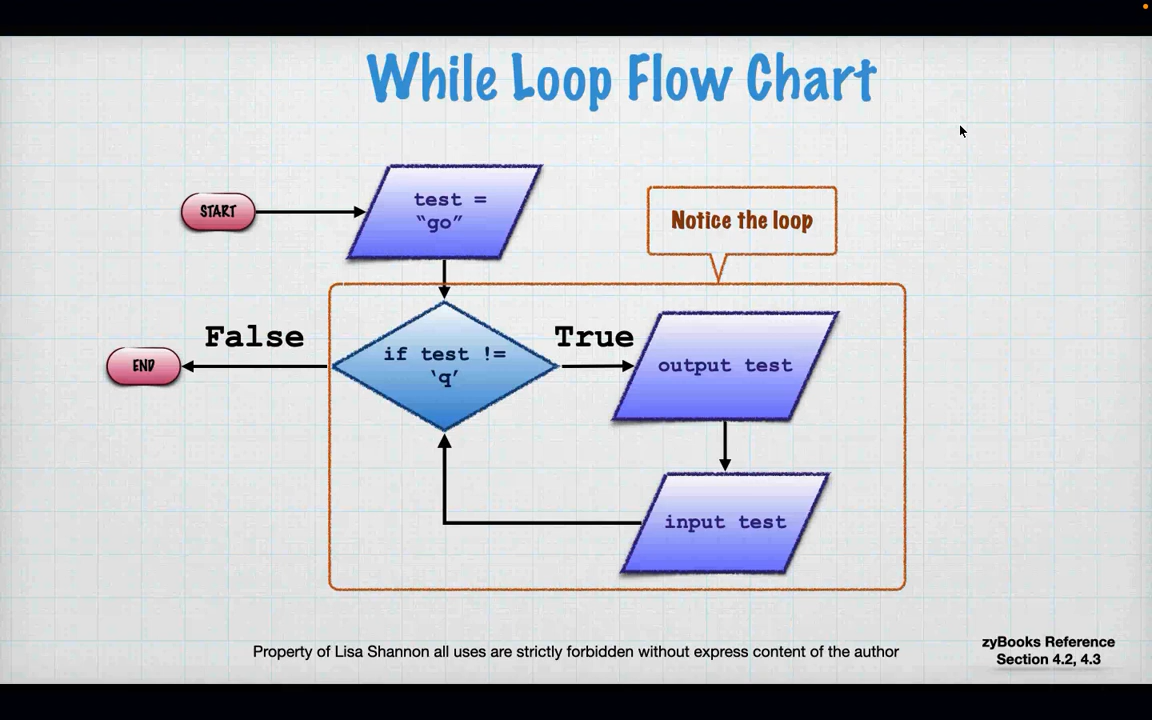 While Loop Flow Chart
START
test =
“go”
Notice the loop
False
True
END
if test !=
‘q’
output test
input test
Property of Lisa Shannon all uses are strictly forbidden without express content of the author
zyBooks Reference
Section 4.2, 4.3